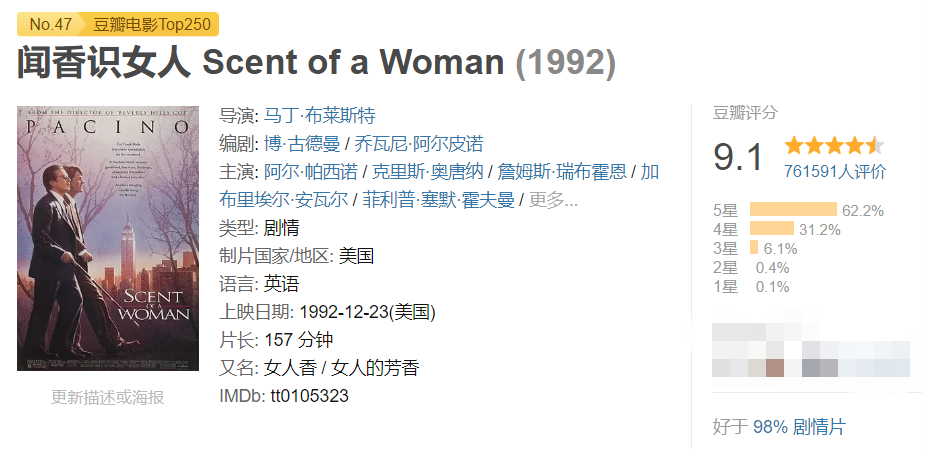 No.47 豆瓣电影Top250
闻香识女人 Scent of a Woman (1992)
FROM THE DIRECTOR OF "BEVERLY HILLS COP"
PACINO
SCENT
OF A
WOMAN
更新描述或海报
导演: 马丁·布莱斯特
编剧: 博·古德曼 / 乔瓦尼·阿尔皮诺
主演: 阿尔·帕西诺 / 克里斯·奥唐纳 / 詹姆斯·瑞布霍恩 / 加
布里埃尔·安瓦尔 / 菲利普·塞默·霍夫曼 / 更多...
类型: 剧情
制片国家/地区: 美国
语言: 英语
上映日期: 1992-12-23(美国)
片长: 157 分钟
又名: 女人香 / 女人的芳香
IMDb: tt0105323
豆瓣评分
9.1
761591人评价
5星 62.2%
4星 31.2%
3星 6.1%
2星 0.4%
1星 0.1%
好于 98% 剧情片